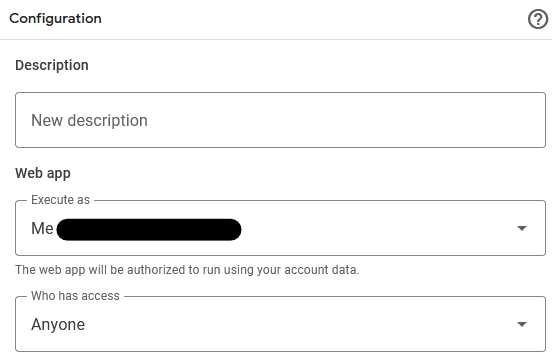 Configuration
Description
New description
Web app
Execute as
Me
The web app will be authorized to run using your account data.
Who has access
Anyone